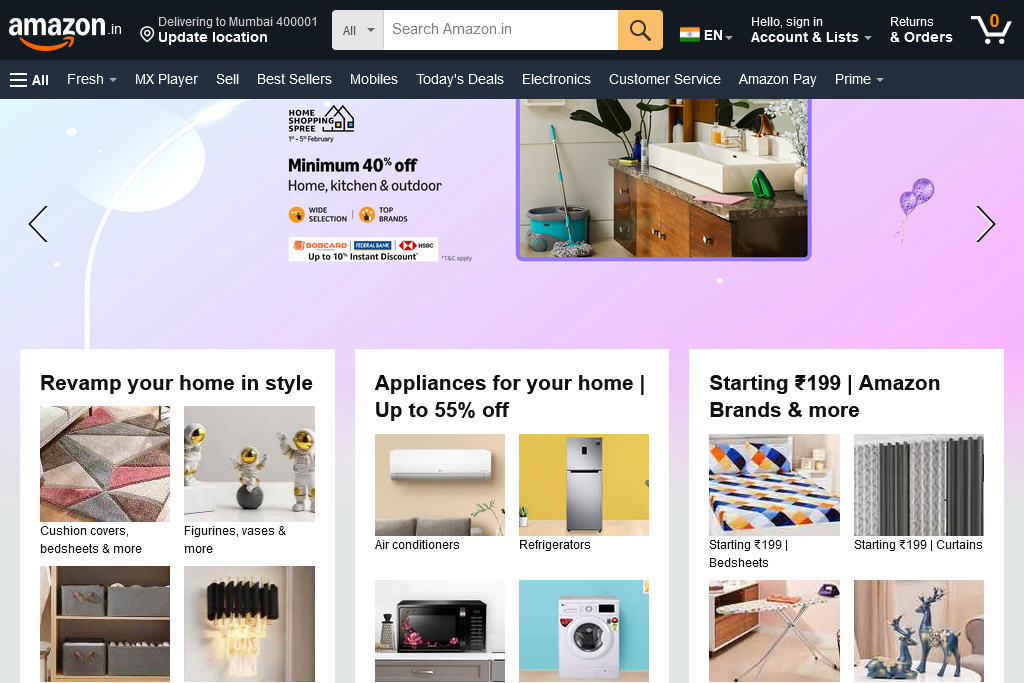 amazon.in
Delivering to Mumbai 400001
Update location
All
Search Amazon.in
EN
Hello, sign in
Account & Lists
Returns
& Orders
0
All
Fresh
MX Player
Sell
Best Sellers
Mobiles
Today's Deals
Electronics
Customer Service
Amazon Pay
Prime
HOME
SHOPPING
SPREE
1st – 5th February
Minimum 40% off
Home, kitchen & outdoor
WIDE
SELECTION
TOP
BRANDS
BOBCARD
FEDERAL BANK
HSBC
Up to 10% Instant Discount*
*T&C apply
Revamp your home in style
Cushion covers,
bedsheets & more
Figurines, vases &
more
Appliances for your home |
Up to 55% off
Air conditioners
Refrigerators
Starting ₹199 | Amazon
Brands & more
Starting ₹199 |
Bedsheets
Starting ₹199 | Curtains